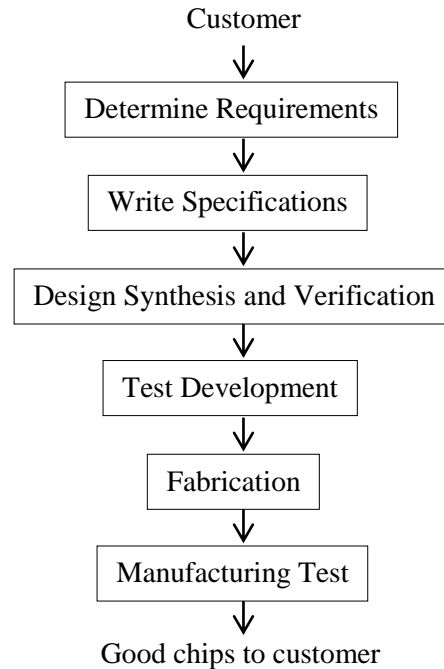 Customer
Determine Requirements
Write Specifications
Design Synthesis and Verification
Test Development
Fabrication
Manufacturing Test
Good chips to customer